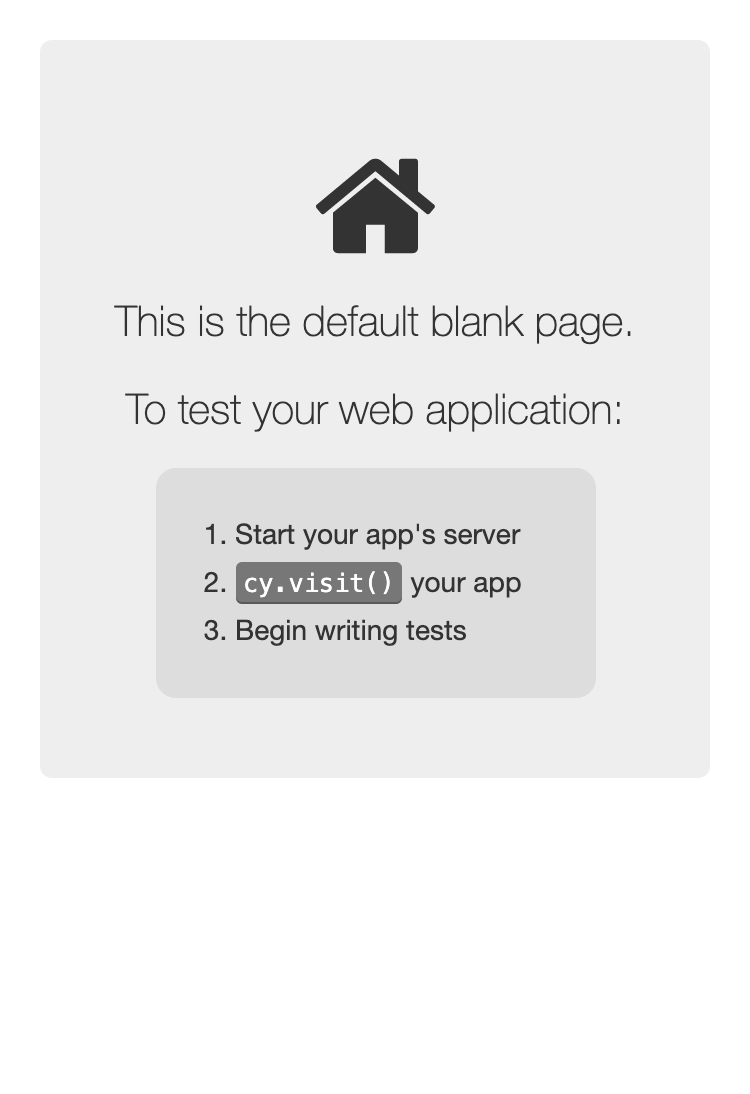 This is the default blank page.
To test your web application:
1. Start your app's server
2. cy.visit() your app
3. Begin writing tests